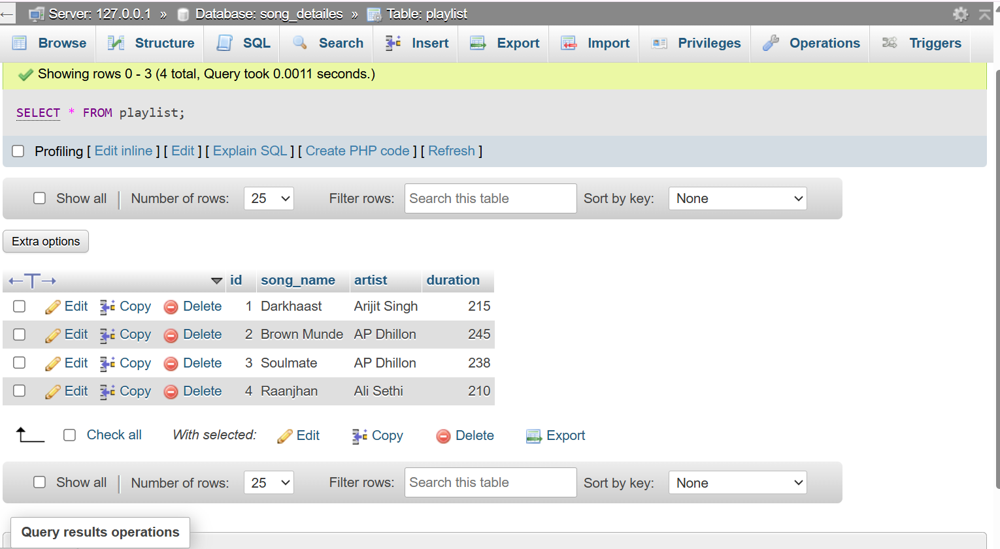 Server: 127.0.0.1 » Database: song_detailes » Table: playlist
Browse Structure SQL Search Insert Export Import Privileges Operations Triggers
Showing rows 0 - 3 (4 total, Query took 0.0011 seconds.)
SELECT * FROM playlist;
Profiling [ Edit inline ] [ Edit ] [ Explain SQL ] [ Create PHP code ] [ Refresh ]
Show all | Number of rows: 25 Filter rows: Search this table Sort by key: None
Extra options
id song_name artist duration
Edit Copy Delete 1 Darkhaast Arijit Singh 215
Edit Copy Delete 2 Brown Munde AP Dhillon 245
Edit Copy Delete 3 Soulmate AP Dhillon 238
Edit Copy Delete 4 Raanjhan Ali Sethi 210
Check all With selected: Edit Copy Delete Export
Show all | Number of rows: 25 Filter rows: Search this table Sort by key: None
Query results operations